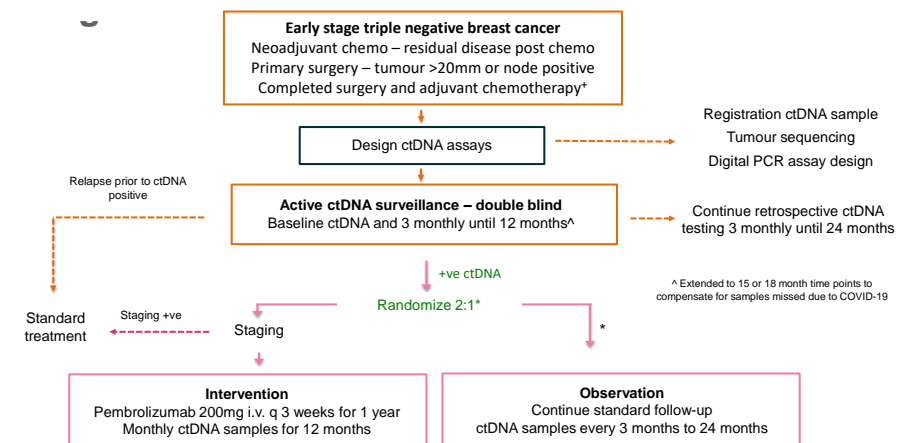 Early stage triple negative breast cancer
Neoadjuvant chemo – residual disease post chemo
Primary surgery – tumour >20mm or node positive
Completed surgery and adjuvant chemotherapy⁺
Design ctDNA assays
Registration ctDNA sample
Tumour sequencing
Digital PCR assay design
Relapse prior to ctDNA
positive
Active ctDNA surveillance – double blind
Baseline ctDNA and 3 monthly until 12 months^
Continue retrospective ctDNA
testing 3 monthly until 24 months
+ve ctDNA
^ Extended to 15 or 18 month time points to
compensate for samples missed due to COVID-19
Randomize 2:1*
Standard
treatment
Staging +ve
Staging
*
Intervention
Pembrolizumab 200mg i.v. q 3 weeks for 1 year
Monthly ctDNA samples for 12 months
Observation
Continue standard follow-up
ctDNA samples every 3 months to 24 months